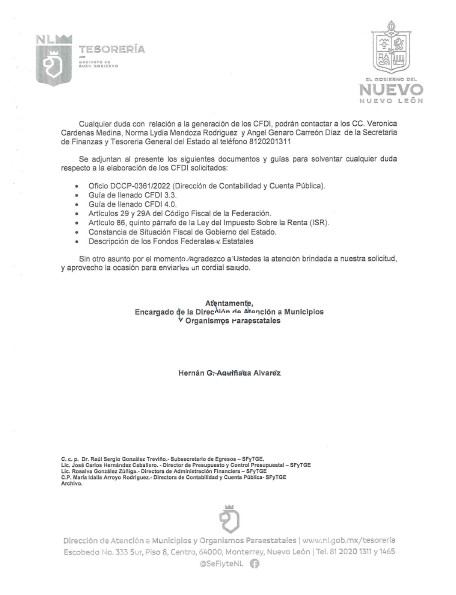 NL
TESORERÍA
GABINETE DE
BUEN GOBIERNO
EL GOBIERNO DEL
NUEVO
NUEVO LEÓN
Cualquier duda con relación a la generación de los CFDI, podrán contactar a los CC. Veronica
Cardenas Medina, Norma Lydia Mendoza Rodriguez y Angel Genaro Carreón Díaz de la Secretaria
de Finanzas y Tesorería General del Estado al teléfono 8120201311
Se adjuntan al presente los siguientes documentos y guías para solventar cualquier duda
respecto a la elaboración de los CFDI solicitados:
• Oficio DCCP-0361/2022 (Dirección de Contabilidad y Cuenta Pública).
• Guía de llenado CFDI 3.3.
• Guía de llenado CFDI 4.0.
• Artículos 29 y 29A del Código Fiscal de la Federación.
• Artículo 86, quinto párrafo de la Ley del Impuesto Sobre la Renta (ISR).
• Constancia de Situación Fiscal de Gobierno del Estado.
• Descripción de los Fondos Federales y Estatales
Sin otro asunto por el momento agradezco a Ustedes la atención brindada a nuestra solicitud,
y aprovecho la ocasión para enviarles un cordial saludo.
Atentamente,
Encargado de la Dirección de Atención a Municipios
y Organismos Paraestatales
Hernán G. Alvarez
C. c. p. Dr. Raúl Sergio González Treviño.- Subsecretario de Egresos – SFyTGE.
Lic. José Carlos Hernández Caballero. - Director de Presupuesto y Control Presupuestal – SFyTGE
Lic. Rosalva González Zúñiga.- Directora de Administración Financiera – SFyTGE
C.P. María Idalia Arroyo Rodríguez.- Directora de Contabilidad y Cuenta Pública- SFyTGE
Archivo.
Dirección de Atención a Municipios y Organismos Paraestatales | www.nl.gob.mx/tesoreria
Escobedo No. 333 Sur, Piso 8, Centro, 64000, Monterrey, Nuevo León | Tel. 81 2020 1311 y 1465
@SeFiyteNL